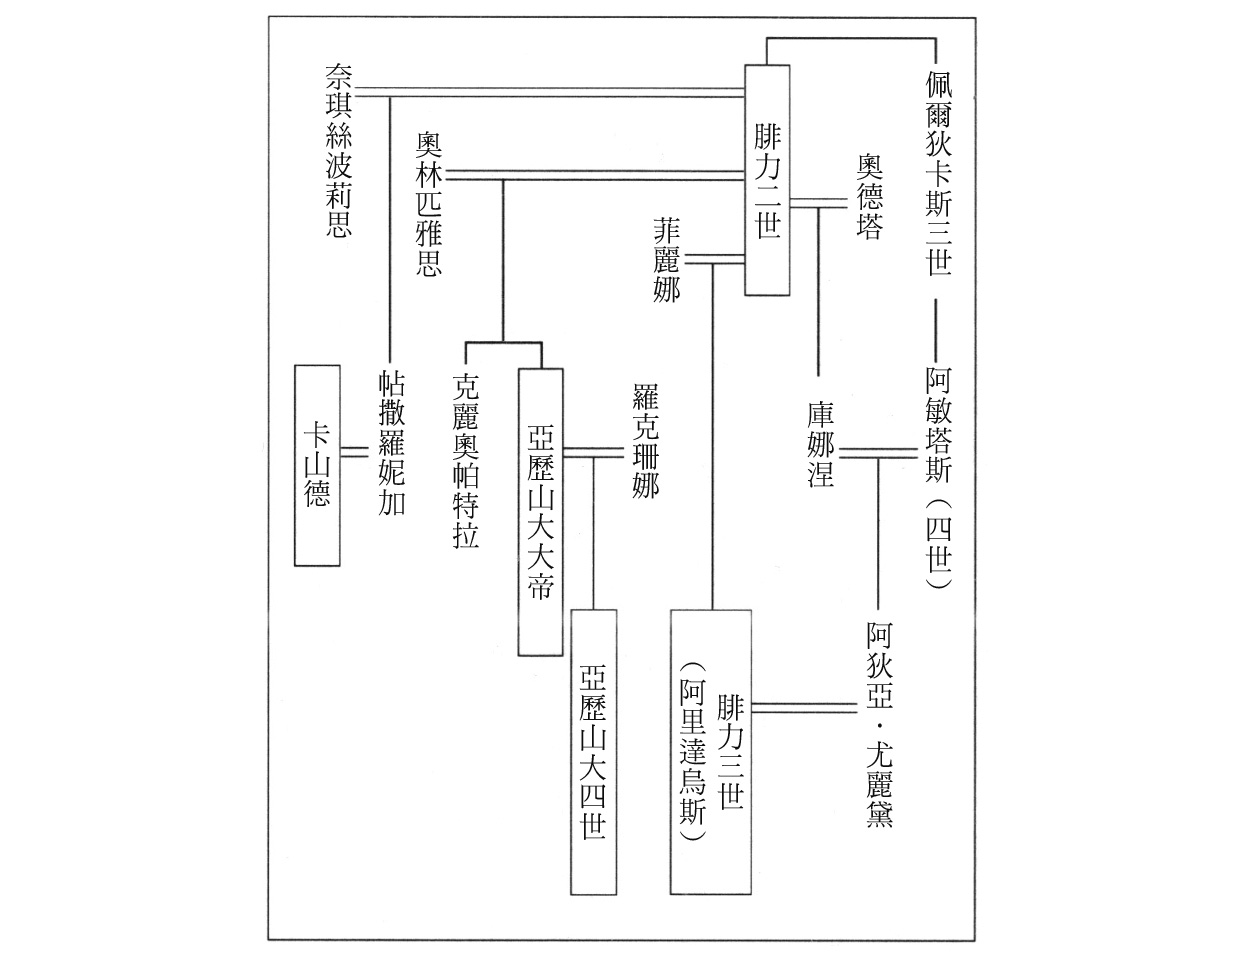 佩爾狄卡斯三世
腓力二世
奧德塔
奈琪絲波莉思
奧林匹雅思
菲麗娜
阿敏塔斯（四世）
庫娜涅
羅克珊娜
亞歷山大大帝
克麗奧帕特拉
帖撒羅妮加
卡山德
阿狄亞·尤麗黛
腓力三世
（阿里達烏斯）
亞歷山大四世